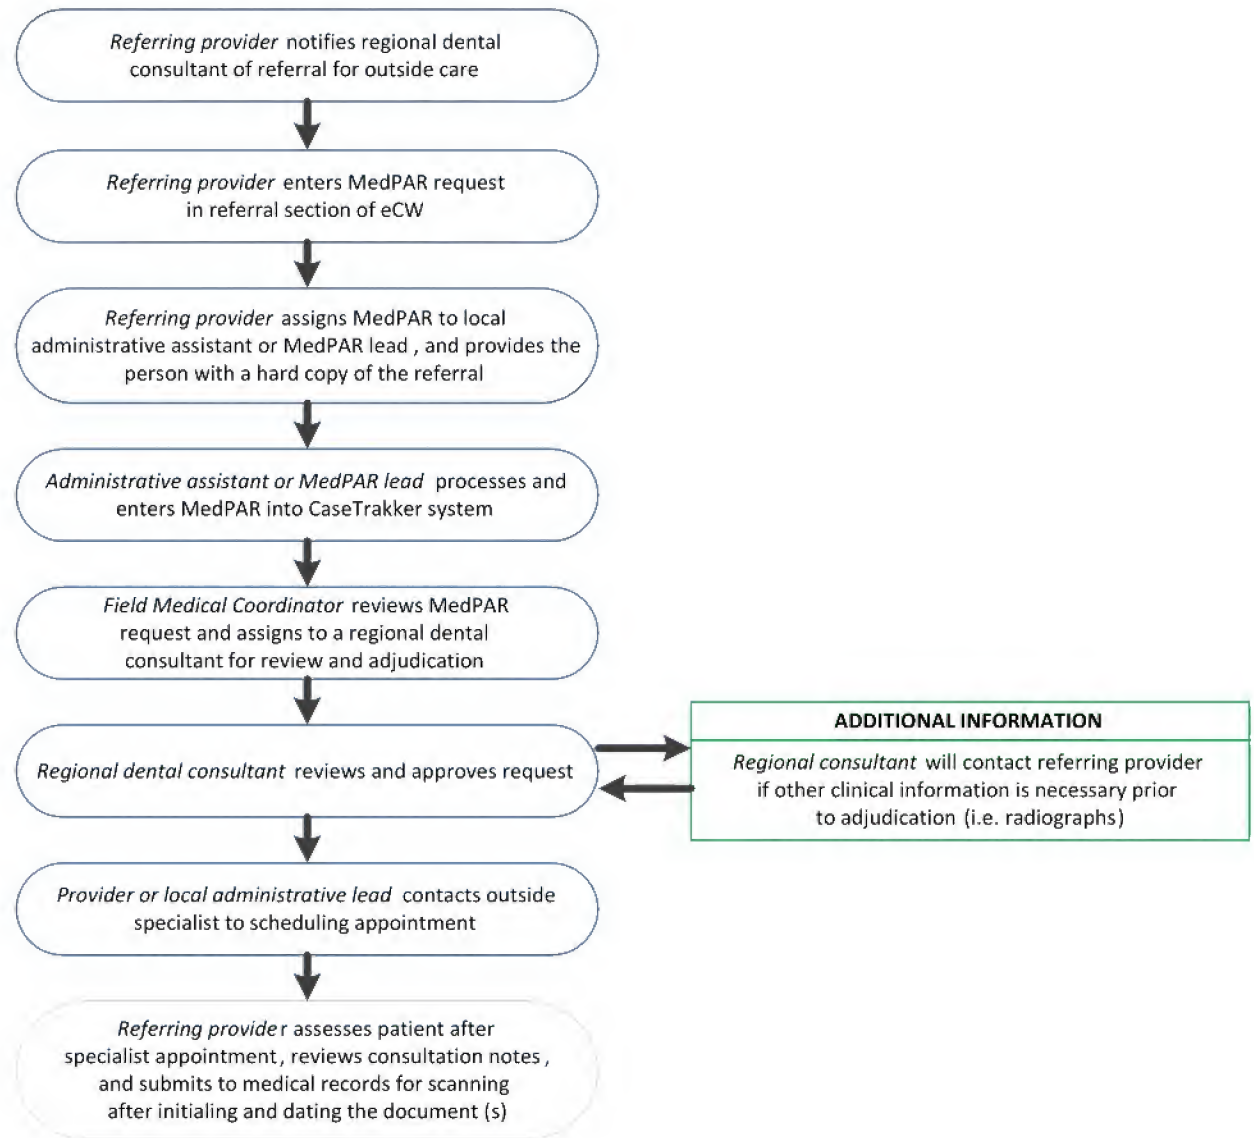 Referring provider notifies regional dental
consultant of referral for outside care
Referring provider enters MedPAR request
in referral section of eCW
Referring provider assigns MedPAR to local
administrative assistant or MedPAR lead , and provides the
person with a hard copy of the referral
Administrative assistant or MedPAR lead processes and
enters MedPAR into CaseTrakker system
Field Medical Coordinator reviews MedPAR
request and assigns to a regional dental
consultant for review and adjudication
Regional dental consultant reviews and approves request
ADDITIONAL INFORMATION
Regional consultant will contact referring provider
if other clinical information is necessary prior
to adjudication (i.e. radiographs)
Provider or local administrative lead contacts outside
specialist to scheduling appointment
Referring provider assesses patient after
specialist appointment, reviews consultation notes ,
and submits to medical records for scanning
after initialing and dating the document (s)